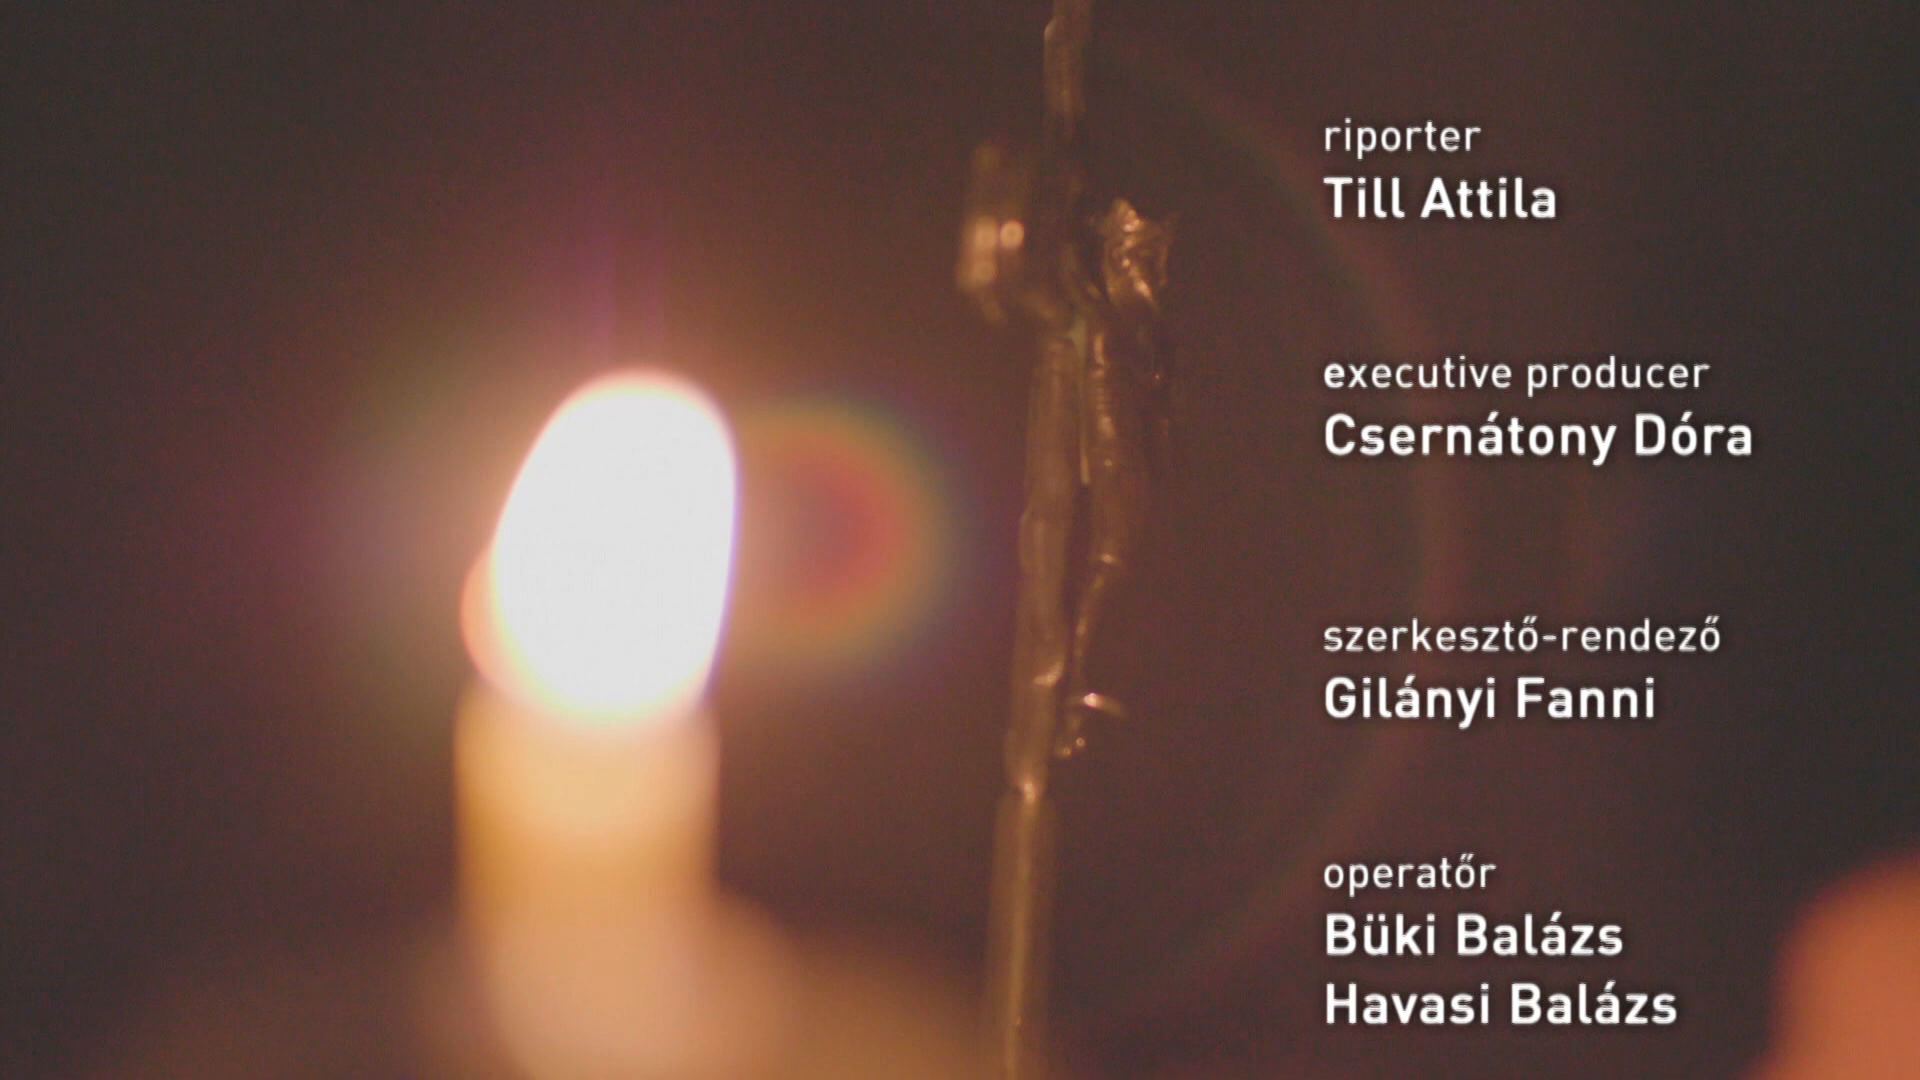 riporter
Till Attila
executive producer
Csernátony Dóra
szerkesztő-rendező
Gilányi Fanni
operatőr
Büki Balázs
Havasi Balázs